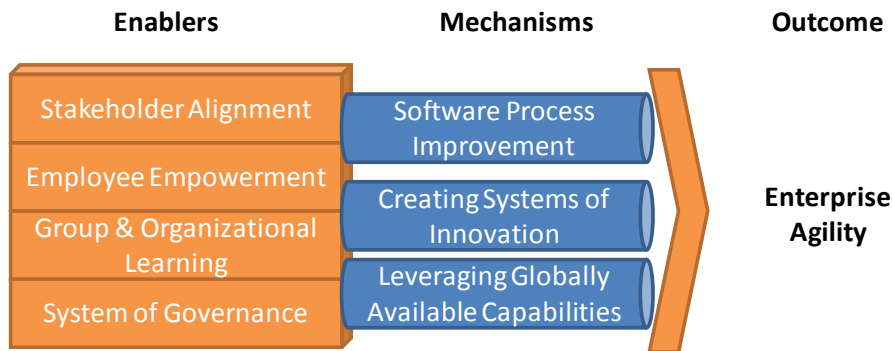 Enablers
Mechanisms
Outcome
Stakeholder Alignment
Employee Empowerment
Group & Organizational
Learning
System of Governance
Software Process
Improvement
Creating Systems of
Innovation
Leveraging Globally
Available Capabilities
Enterprise
Agility